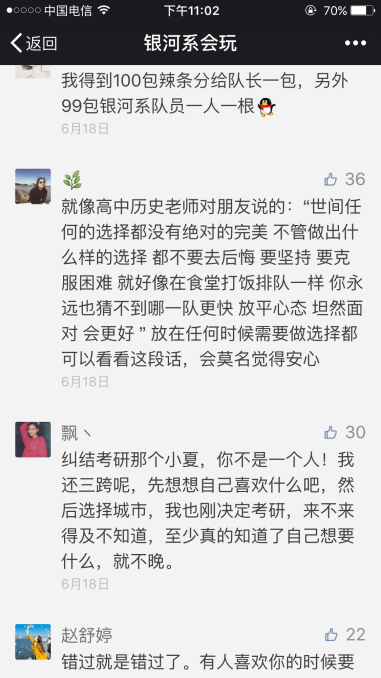 中国电信 下午11:02 70%
返回 银河系会玩
我得到100包辣条分给队长一包，另外
99包银河系队员一人一根
6月18日
36
就像高中历史老师对朋友说的：“世间任
何的选择都没有绝对的完美 不管做出什
么样的选择 都不要去后悔 要坚持 要克
服困难 就好像在食堂打饭排队一样 你永
远也猜不到哪一队更快 放平心态 坦然面
对 会更好 ” 放在任何时候需要做选择都
可以看看这段话，会莫名觉得安心
6月18日
飘丶 30
纠结考研那个小夏，你不是一个人！我
还三跨呢，先想想自己喜欢什么吧，然
后选择城市，我也刚决定考研，来不来
得及不知道，至少真的知道了自己想要
什么，就不晚。
6月18日
赵舒婷 22
错过就是错过了。有人喜欢你的时候要